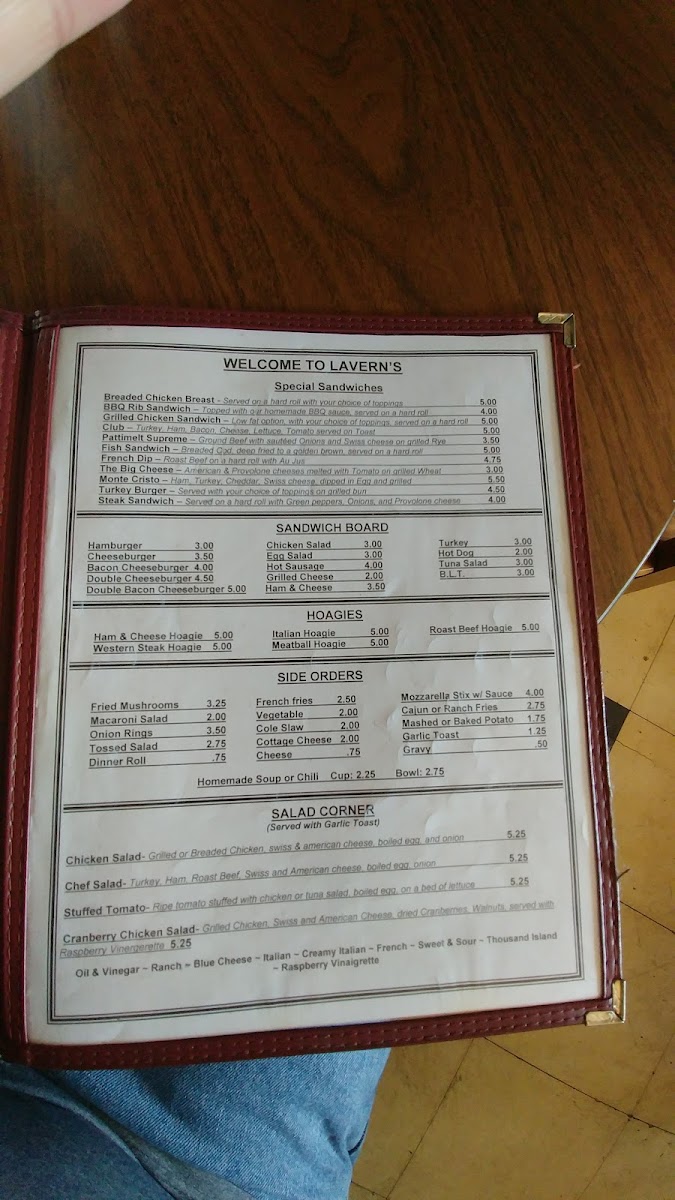 WELCOME TO LAVERN'S
Special Sandwiches
Breaded Chicken Breast - Served on a hard roll with your choice of toppings 5.00
BBQ Rib Sandwich – Topped with our homemade BBQ sauce, served on a hard roll 4.00
Grilled Chicken Sandwich – Low fat option, with your choice of toppings, served on a hard roll 5.00
Club – Turkey, Ham, Bacon, Cheese, Lettuce, Tomato served on Toast 5.00
Pattimelt Supreme – Ground Beef with sautéed Onions and Swiss cheese on grilled Rye 3.50
Fish Sandwich – Breaded Cod, deep fried to a golden brown, served on a hard roll 5.00
French Dip – Roast Beef on a hard roll with Au Jus 4.75
The Big Cheese – American & Provolone cheeses melted with Tomato on grilled Wheat 3.00
Monte Cristo – Ham, Turkey, Cheddar, Swiss cheese, dipped in Egg and grilled 5.50
Turkey Burger – Served with your choice of toppings on grilled bun 4.50
Steak Sandwich – Served on a hard roll with Green peppers, Onions, and Provolone cheese 4.00
SANDWICH BOARD
Hamburger 3.00 Chicken Salad 3.00 Turkey 3.00
Cheeseburger 3.50 Egg Salad 3.00 Hot Dog 2.00
Bacon Cheeseburger 4.00 Hot Sausage 4.00 Tuna Salad 3.00
Double Cheeseburger 4.50 Grilled Cheese 2.00 B.L.T. 3.00
Double Bacon Cheeseburger 5.00 Ham & Cheese 3.50
HOAGIES
Ham & Cheese Hoagie 5.00 Italian Hoagie 5.00 Roast Beef Hoagie 5.00
Western Steak Hoagie 5.00 Meatball Hoagie 5.00
SIDE ORDERS
Fried Mushrooms 3.25 French fries 2.50 Mozzarella Stix w/ Sauce 4.00
Macaroni Salad 2.00 Vegetable 2.00 Cajun or Ranch Fries 2.75
Onion Rings 3.50 Cole Slaw 2.00 Mashed or Baked Potato 1.75
Tossed Salad 2.75 Cottage Cheese 2.00 Garlic Toast 1.25
Dinner Roll .75 Cheese .75 Gravy .50
Homemade Soup or Chili Cup: 2.25 Bowl: 2.75
SALAD CORNER
(Served with Garlic Toast)
Chicken Salad- Grilled or Breaded Chicken, swiss & american cheese, boiled egg, and onion 5.25
Chef Salad- Turkey, Ham, Roast Beef, Swiss and American cheese, boiled egg, onion 5.25
Stuffed Tomato- Ripe tomato stuffed with chicken or tuna salad, boiled egg, on a bed of lettuce 5.25
Cranberry Chicken Salad- Grilled Chicken, Swiss and American Cheese, dried Cranberries, Walnuts, served with
Raspberry Vinergerette 5.25
Oil & Vinegar ~ Ranch ~ Blue Cheese ~ Italian ~ Creamy Italian ~ French ~ Sweet & Sour ~ Thousand Island
~ Raspberry Vinaigrette